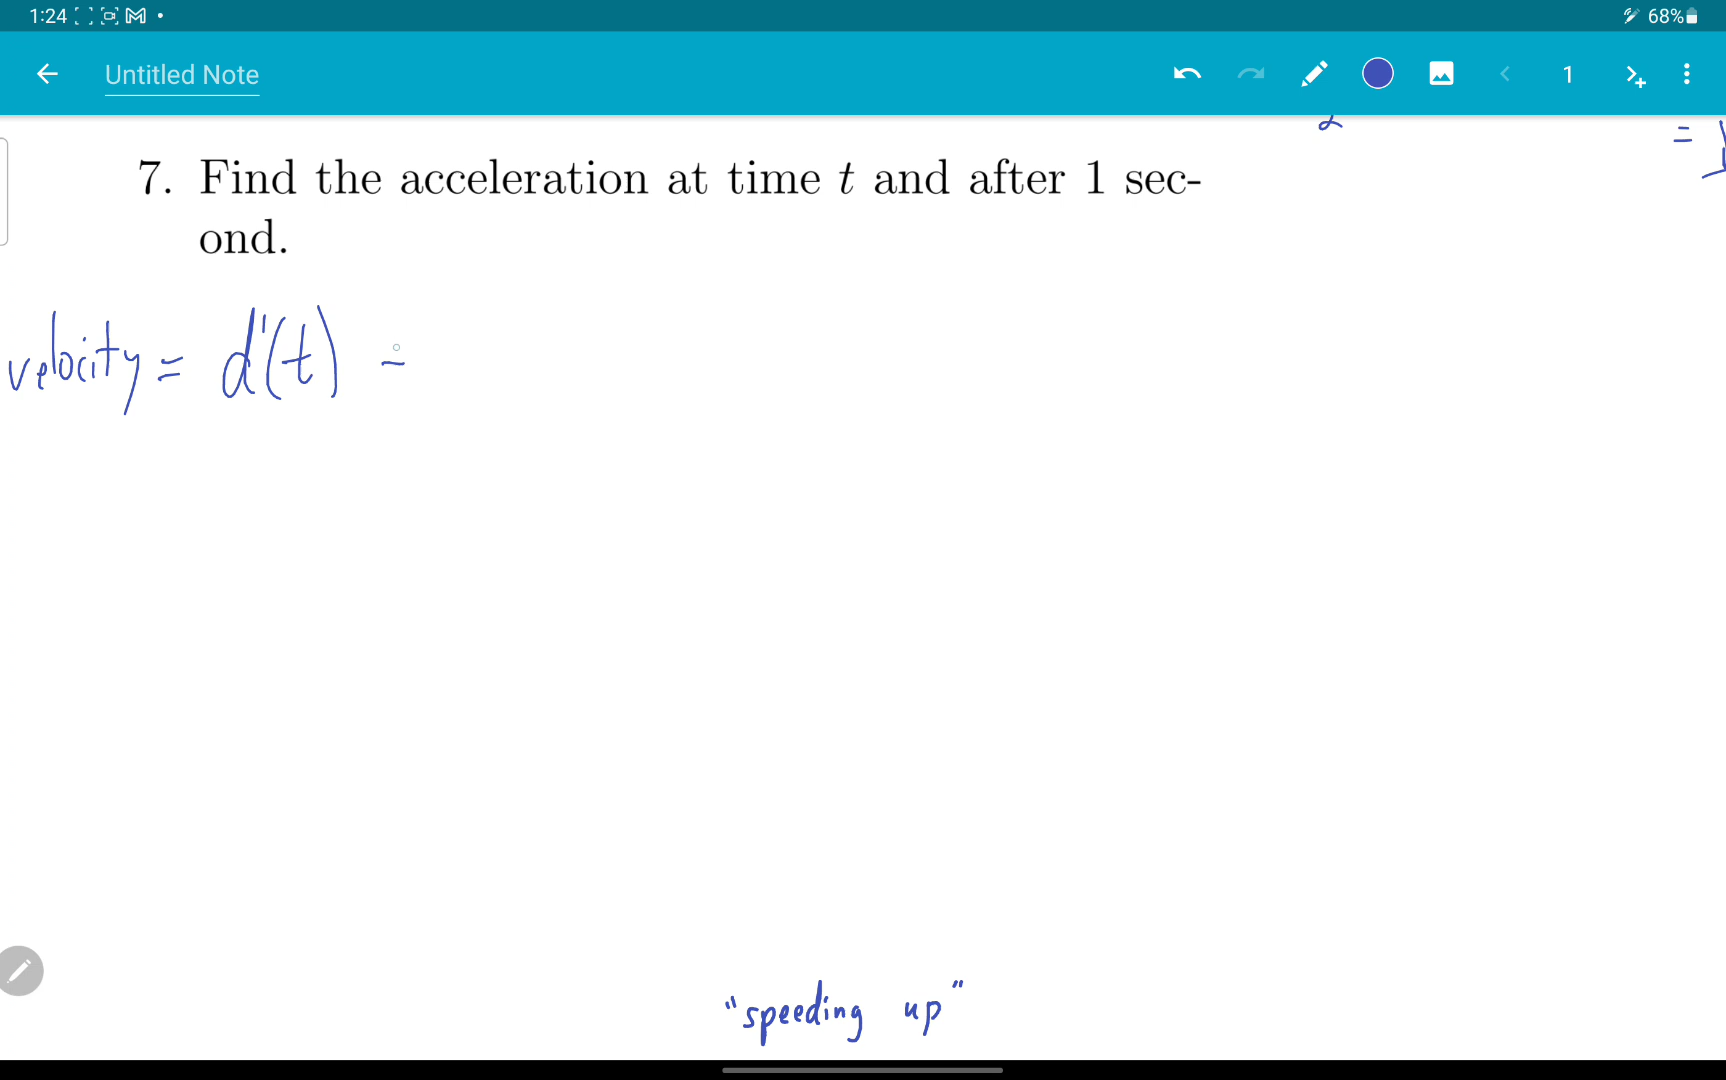 1:24
68%
Untitled Note
1
=
7. Find the acceleration at time t and after 1 sec-
ond.
velocity = d'(t) -
"speeding up"